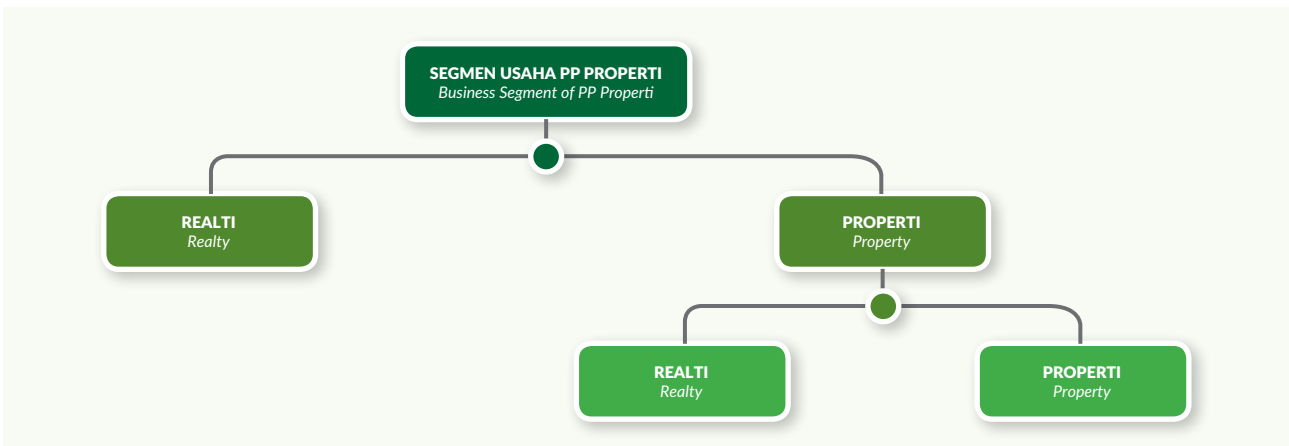 SEGMEN USAHA PP PROPERTI
Business Segment of PP Properti
REALTI
Realty
PROPERTI
Property
REALTI
Realty
PROPERTI
Property